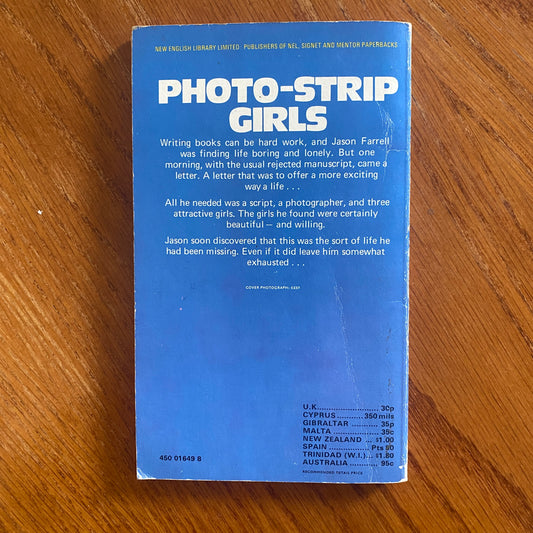 NEW ENGLISH LIBRARY LIMITED: PUBLISHERS OF NEL, SIGNET AND MENTOR PAPERBACKS
PHOTO-STRIP
GIRLS
Writing books can be hard work, and Jason Farrell
was finding life boring and lonely. But one
morning, with the usual rejected manuscript, came a
letter. A letter that was to offer a more exciting
way a life . . .
All he needed was a script, a photographer, and three
attractive girls. The girls he found were certainly
beautiful — and willing.
Jason soon discovered that this was the sort of life he
had been missing. Even if it did leave him somewhat
exhausted . . .
COVER PHOTOGRAPH:
U.K. ........................ 30p
CYPRUS .......... 350 mils
GIBRALTAR .......... 35p
MALTA ................ 35c
NEW ZEALAND ... $1.00
SPAIN ............... Pts 90
TRINIDAD (W.I.)... $1.80
AUSTRALIA .......... 95c
RECOMMENDED RETAIL PRICE
450 01649 8